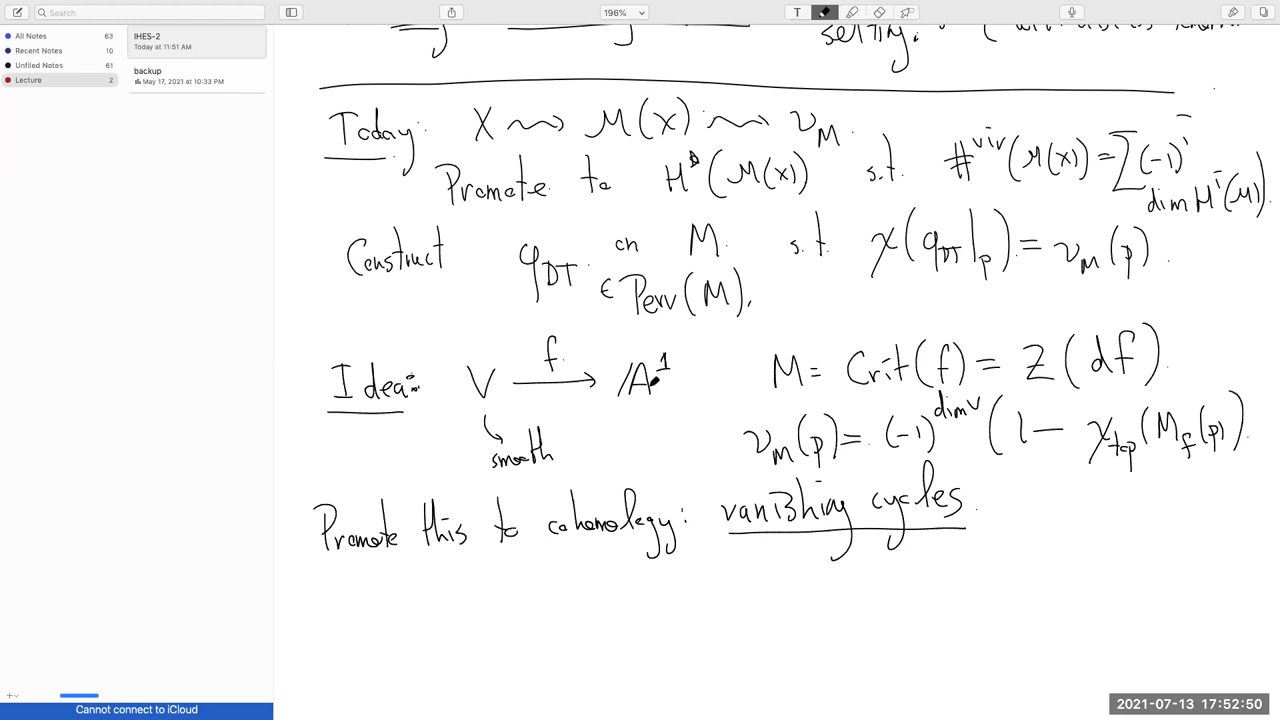 Search
196%
T
All Notes 63
Recent Notes 10
Unfiled Notes 61
Lecture 2
IHES-2
Today at 11:51 AM
backup
May 17, 2021 at 10:33 PM
setting.
Today: X ⇝ M(X) ⇝ ν_M.
Promote to H^•(M(X)) s.t. #^vir(M(X)) = Σ(-1)^i dim H^i(M).
Construct φ_DT on M. s.t. χ(φ_DT|_p) = ν_M(p).
∈ Perv(M).
Idea: V —f→ /A^1 M = Crit(f) = Z(df).
smooth ν_M(p) = (-1)^dim V (1 - χ_top(M_f(p)).
Promote this to cohomology: vanishing cycles.
Cannot connect to iCloud
2021-07-13 17:52:50